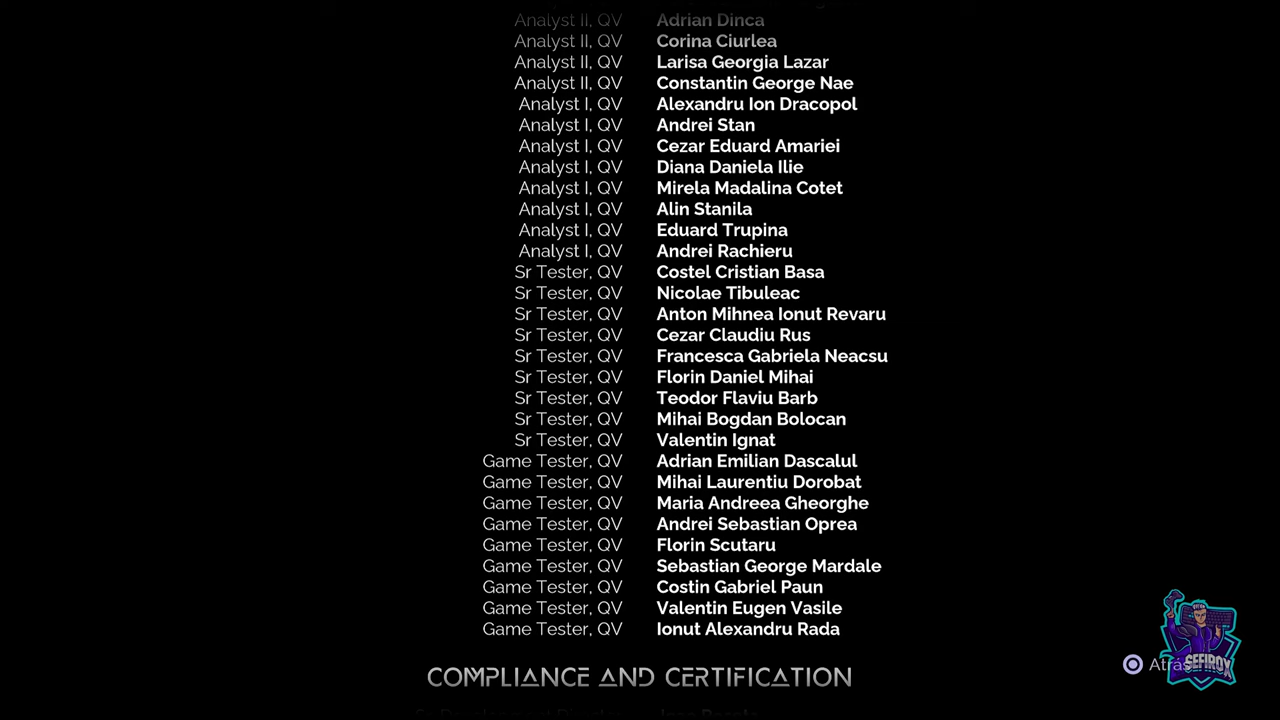 Analyst II, QV Adrian Dinca
Analyst II, QV Corina Ciurlea
Analyst II, QV Larisa Georgia Lazar
Analyst II, QV Constantin George Nae
Analyst I, QV Alexandru Ion Dracopol
Analyst I, QV Andrei Stan
Analyst I, QV Cezar Eduard Amariei
Analyst I, QV Diana Daniela Ilie
Analyst I, QV Mirela Madalina Cotet
Analyst I, QV Alin Stanila
Analyst I, QV Eduard Trupina
Analyst I, QV Andrei Rachieru
Sr Tester, QV Costel Cristian Basa
Sr Tester, QV Nicolae Tibuleac
Sr Tester, QV Anton Mihnea Ionut Revaru
Sr Tester, QV Cezar Claudiu Rus
Sr Tester, QV Francesca Gabriela Neacsu
Sr Tester, QV Florin Daniel Mihai
Sr Tester, QV Teodor Flaviu Barb
Sr Tester, QV Mihai Bogdan Bolocan
Sr Tester, QV Valentin Ignat
Game Tester, QV Adrian Emilian Dascalul
Game Tester, QV Mihai Laurentiu Dorobat
Game Tester, QV Maria Andreea Gheorghe
Game Tester, QV Andrei Sebastian Oprea
Game Tester, QV Florin Scutaru
Game Tester, QV Sebastian George Mardale
Game Tester, QV Costin Gabriel Paun
Game Tester, QV Valentin Eugen Vasile
Game Tester, QV Ionut Alexandru Rada
COMPLIANCE AND CERTIFICATION
Atrás
SEFIROX